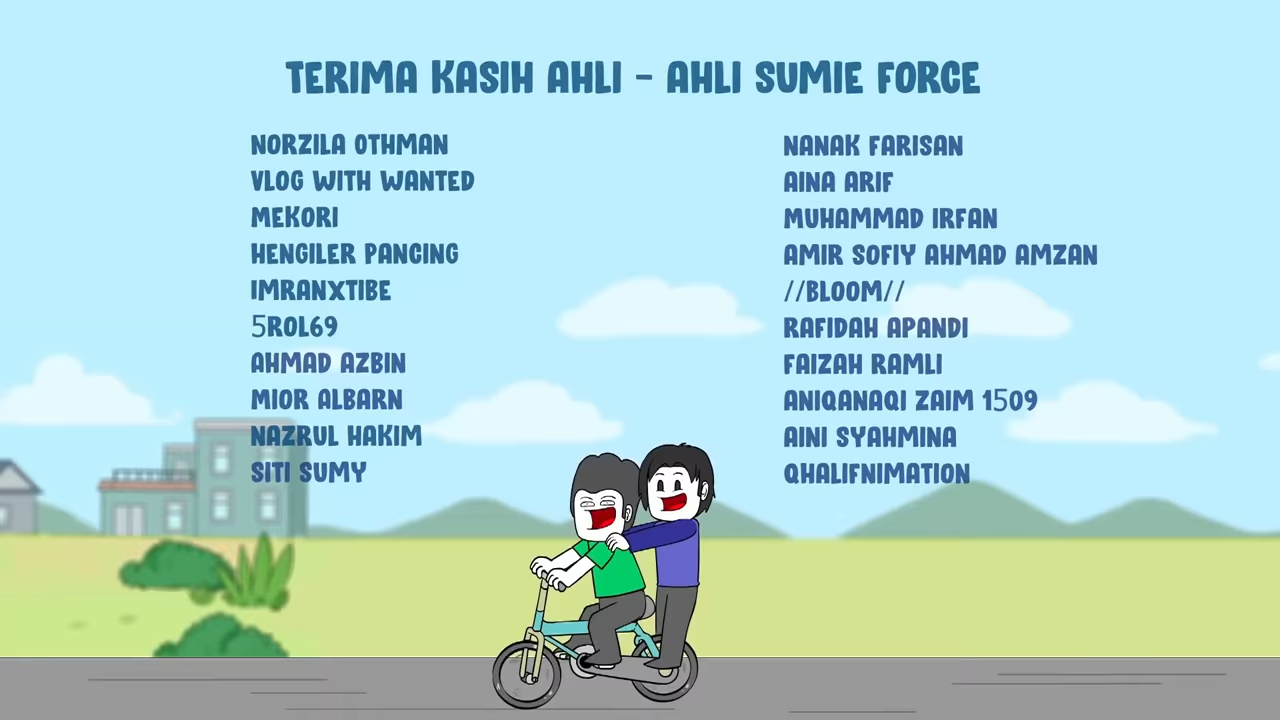 TERIMA KASIH AHLI - AHLI SUMIE FORCE
NORZILA OTHMAN
VLOG WITH WANTED
MEKORI
HENGILER PANCING
IMRANXTIBE
5ROL69
AHMAD AZBIN
MIOR ALBARN
NAZRUL HAKIM
SITI SUMY
NANAK FARISAN
AINA ARIF
MUHAMMAD IRFAN
AMIR SOFIY AHMAD AMZAN
//BLOOM//
RAFIDAH APANDI
FAIZAH RAMLI
ANIQANAQI ZAIM 1509
AINI SYAHMINA
QHALIFNIMATION